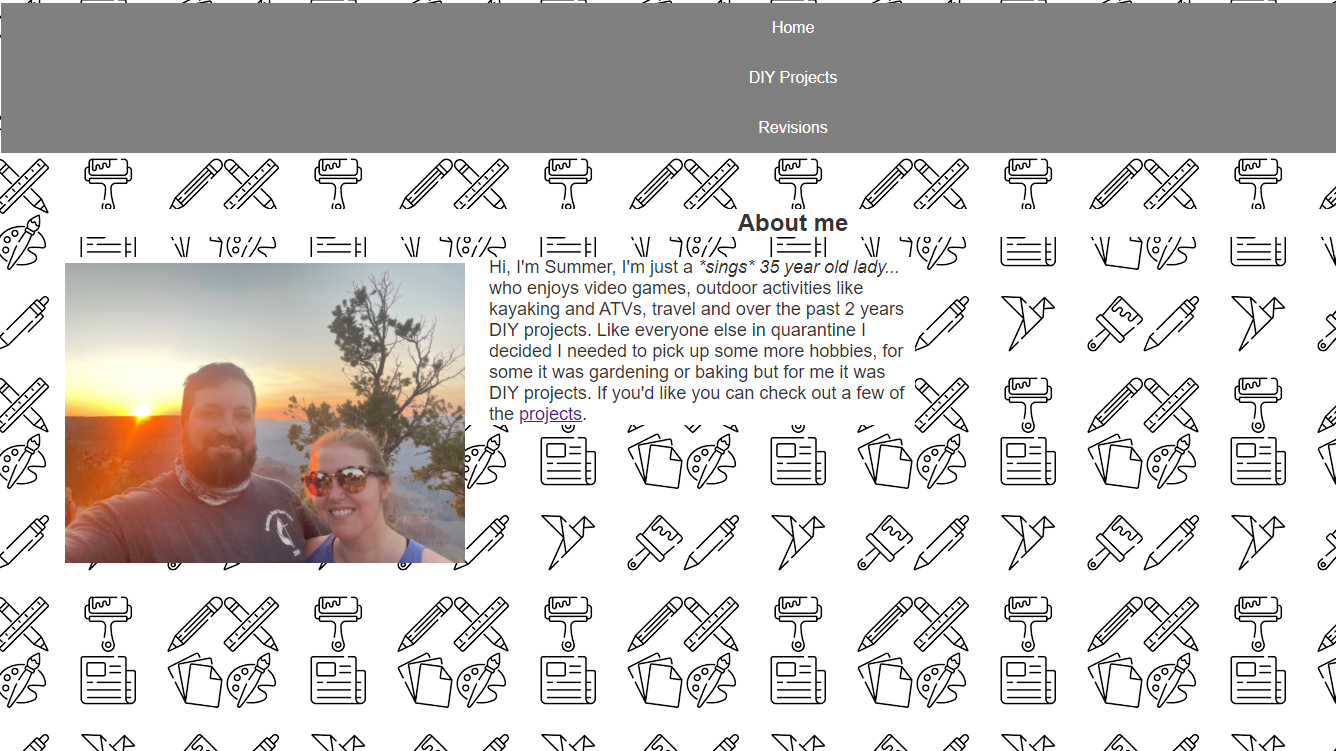 Home
DIY Projects
Revisions
About me
Hi, I'm Summer, I'm just a *sings* 35 year old lady...
who enjoys video games, outdoor activities like
kayaking and ATVs, travel and over the past 2 years
DIY projects. Like everyone else in quarantine I
decided I needed to pick up some more hobbies, for
some it was gardening or baking but for me it was
DIY projects. If you'd like you can check out a few of
the projects.